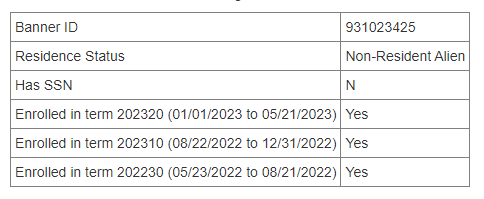 Banner ID 931023425
Residence Status Non-Resident Alien
Has SSN N
Enrolled in term 202320 (01/01/2023 to 05/21/2023) Yes
Enrolled in term 202310 (08/22/2022 to 12/31/2022) Yes
Enrolled in term 202230 (05/23/2022 to 08/21/2022) Yes